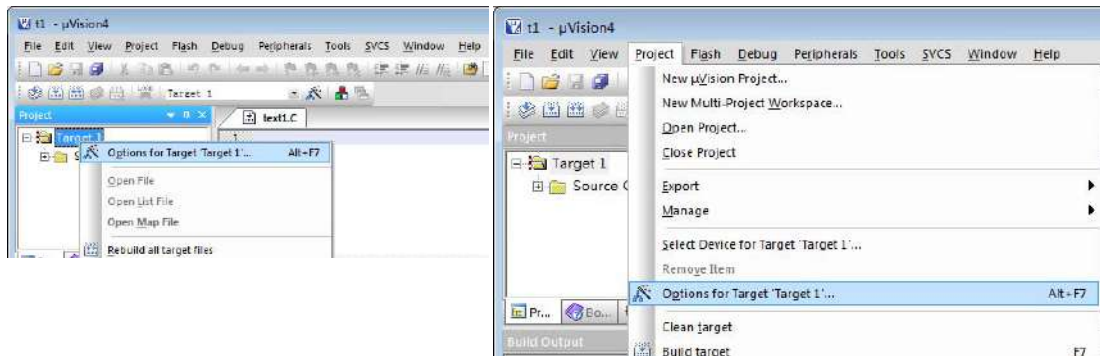 t1 - µVision4
File Edit View Project Flash Debug Peripherals Tools SVCS Window Help
Target 1
Project
text1.C
Target 1
1
S
Options for Target 'Target 1'... Alt+F7
Open File
Open List File
Open Map File
Rebuild all target files
t1 - µVision4
File Edit View Project Flash Debug Peripherals Tools SVCS Window Help
New µVision Project...
New Multi-Project Workspace...
Open Project...
Close Project
Export
Manage
Select Device for Target 'Target 1'...
Remove Item
Options for Target 'Target 1'... Alt+F7
Clean target
Build target F7
Project
Target 1
Source G
Pr... Bo...
Build Output